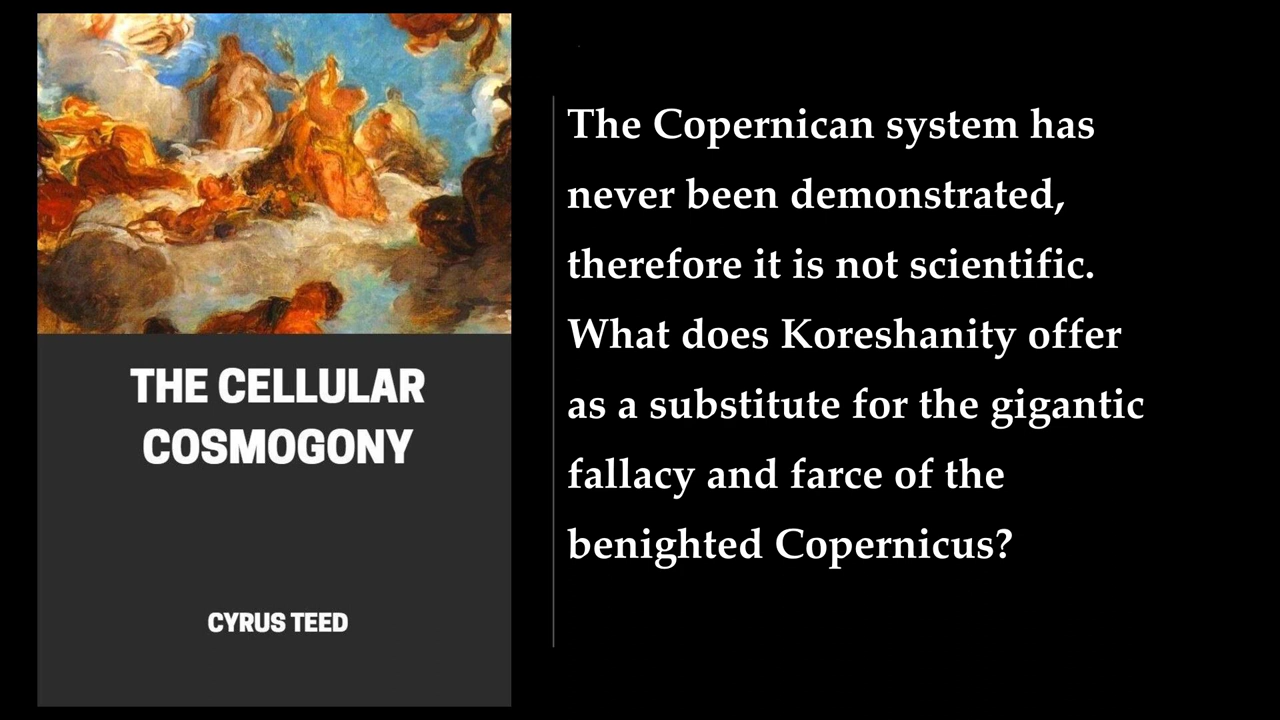 THE CELLULAR
COSMOGONY
CYRUS TEED
The Copernican system has
never been demonstrated,
therefore it is not scientific.
What does Koreshanity offer
as a substitute for the gigantic
fallacy and farce of the
benighted Copernicus?